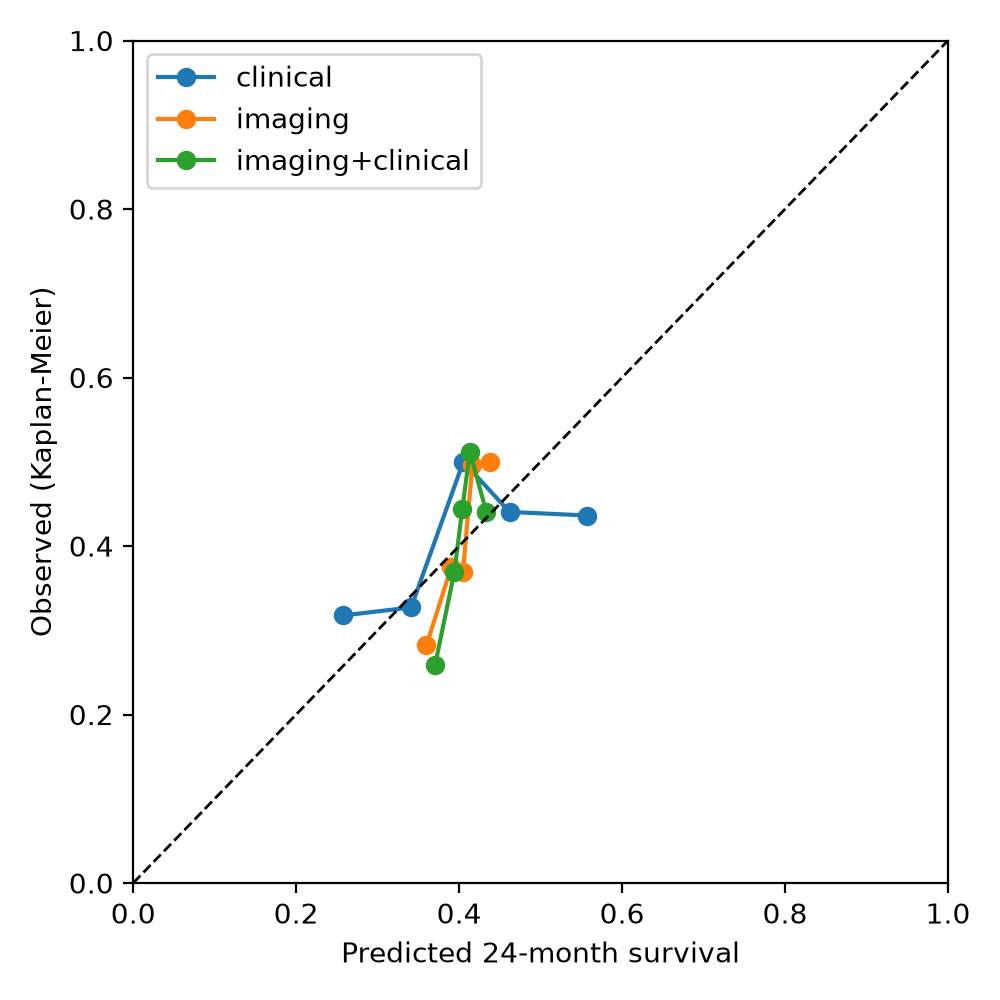 1.0
clinical
imaging
imaging+clinical
0.8
0.6
0.4
0.2
0.0
Observed (Kaplan-Meier)
0.0 0.2 0.4 0.6 0.8 1.0
Predicted 24-month survival